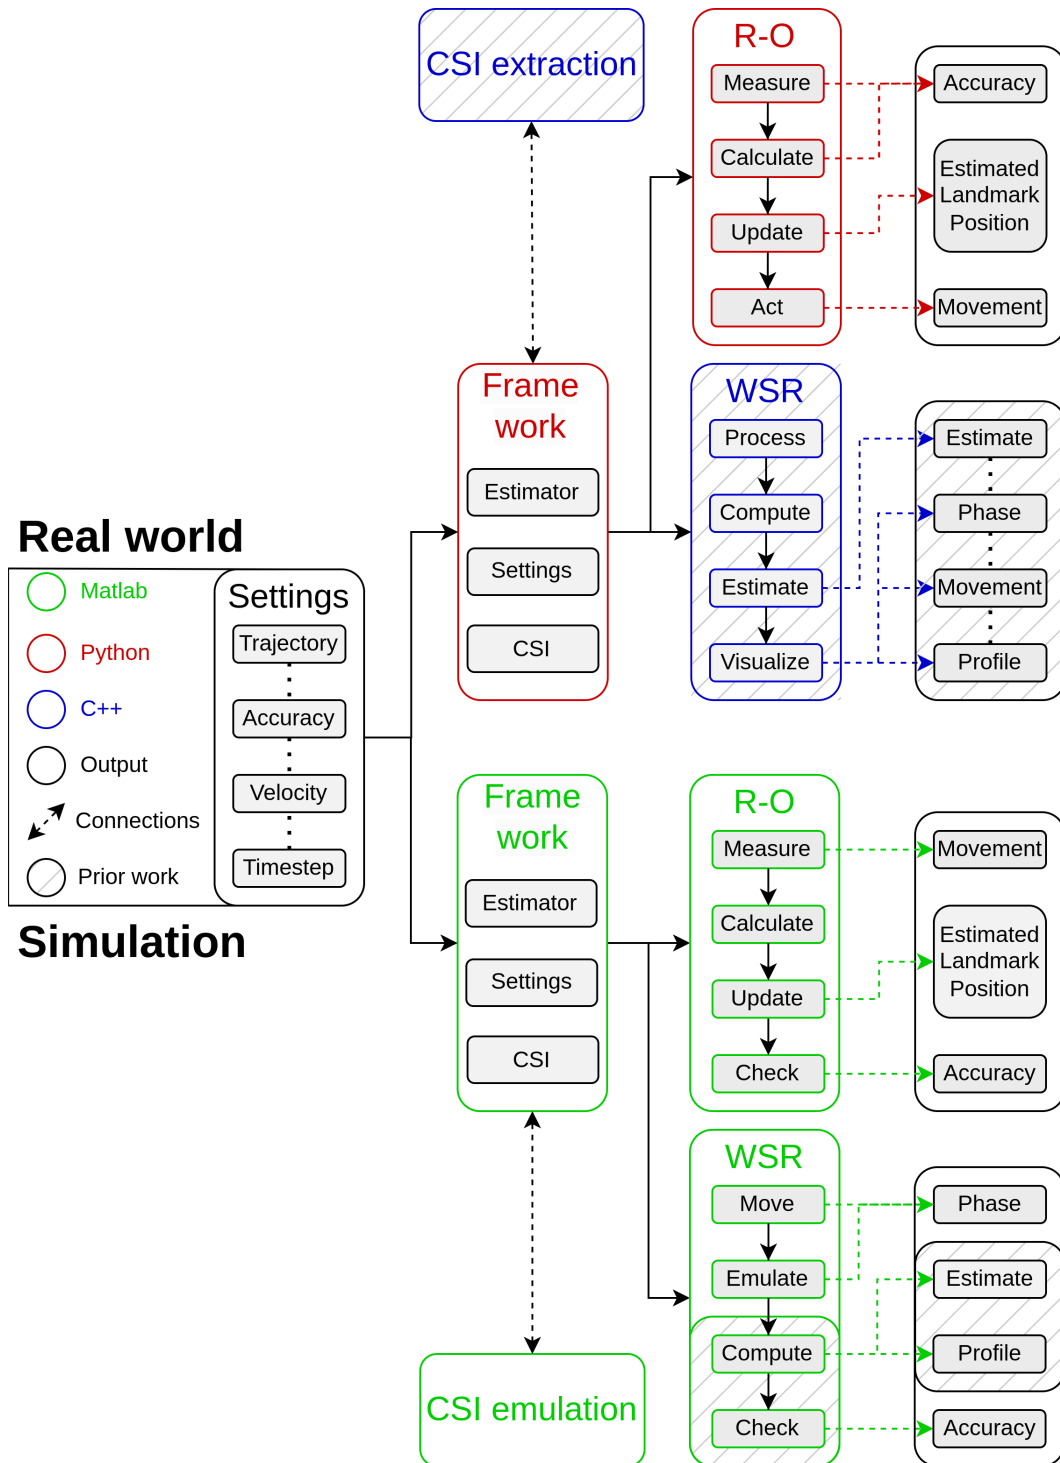 CSI extraction
R-O
Measure
Calculate
Update
Act
Accuracy
Estimated
Landmark
Position
Movement
Frame
work
Estimator
Settings
CSI
WSR
Process
Compute
Estimate
Visualize
Estimate
Phase
Movement
Profile
Real world
Matlab
Python
C++
Output
Connections
Prior work
Settings
Trajectory
Accuracy
Velocity
Timestep
Simulation
Frame
work
Estimator
Settings
CSI
R-O
Measure
Calculate
Update
Check
Movement
Estimated
Landmark
Position
Accuracy
WSR
Move
Emulate
Compute
Check
Phase
Estimate
Profile
Accuracy
CSI emulation